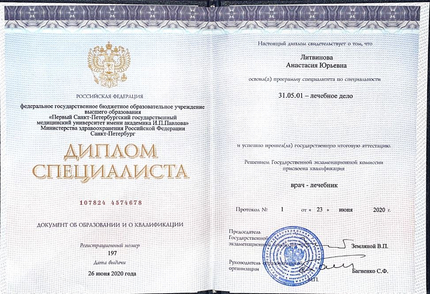 РОССИЙСКАЯ ФЕДЕРАЦИЯ
федеральное государственное бюджетное образовательное учреждение
высшего образования
"Первый Санкт-Петербургский государственный
медицинский университет имени академика И.П.Павлова"
Министерства здравоохранения Российской Федерации
Санкт-Петербург
ДИПЛОМ
СПЕЦИАЛИСТА
107824 4574678
ДОКУМЕНТ ОБ ОБРАЗОВАНИИ И О КВАЛИФИКАЦИИ
Регистрационный номер
197
Дата выдачи
26 июня 2020 года
Настоящий диплом свидетельствует о том, что
Литвинова
Анастасия Юрьевна
освоил(а) программу специалитета по специальности
31.05.01 – лечебное дело
и успешно прошел(ла) государственную итоговую аттестацию.
Решением Государственной экзаменационной комиссии
присвоена квалификация
врач - лечебник
Протокол № 1 от « 23 » июня 2020 г.
Председатель
Государственной
экзаменационной
Земляной В.П.
Руководитель
организации
Багненко С.Ф.